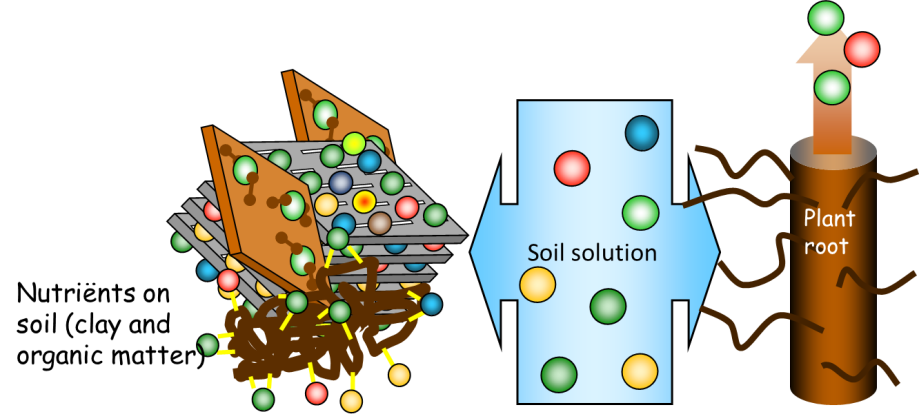 Nutriënts on
soil (clay and
organic matter)
Soil solution
Plant
root